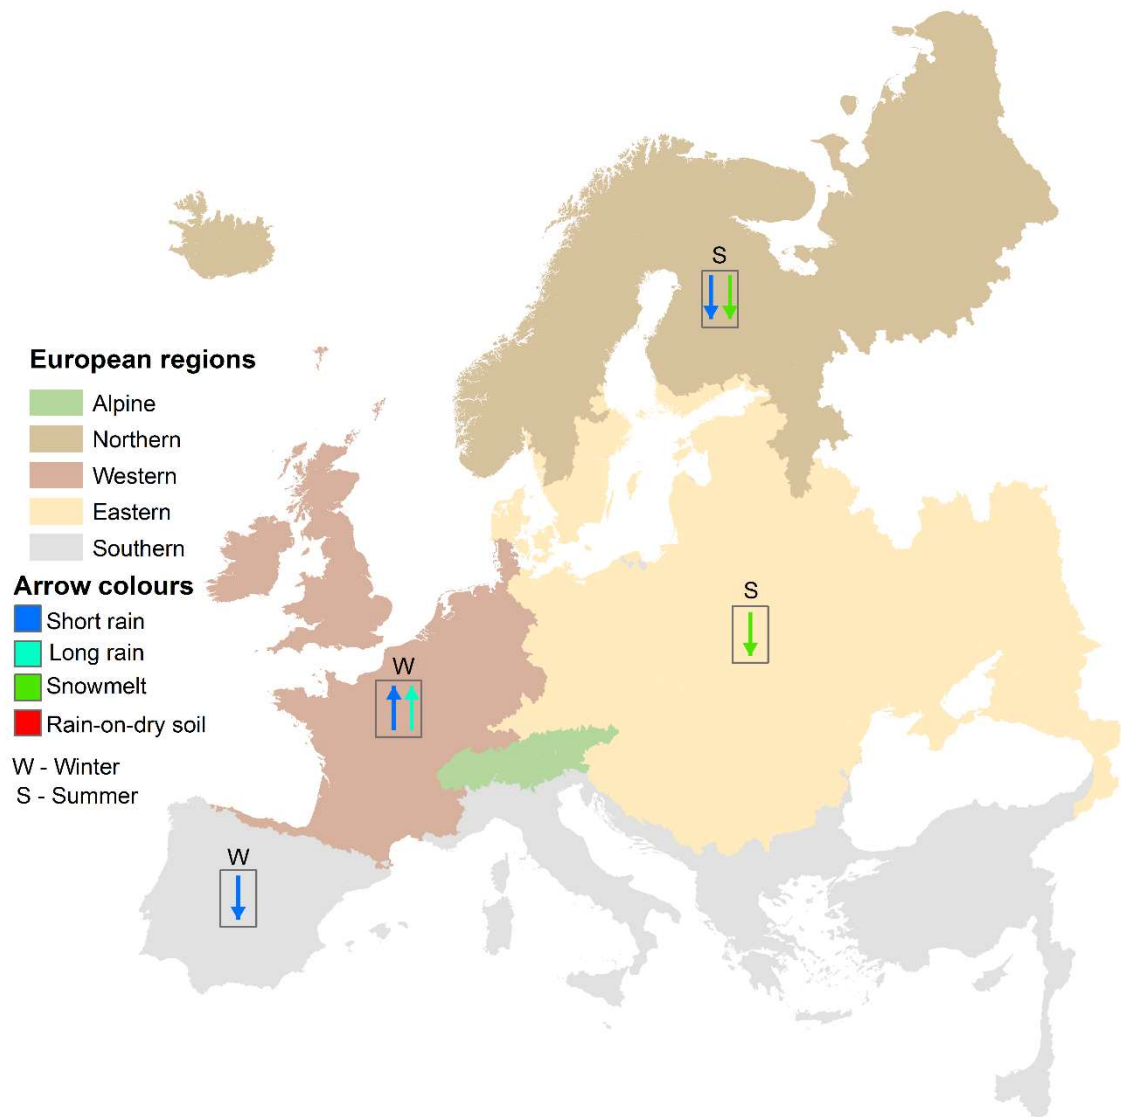 S
European regions
Alpine
Northern
Western
Eastern
Southern
Arrow colours
Short rain
Long rain
Snowmelt
Rain-on-dry soil
W - Winter
S - Summer
S
W
W